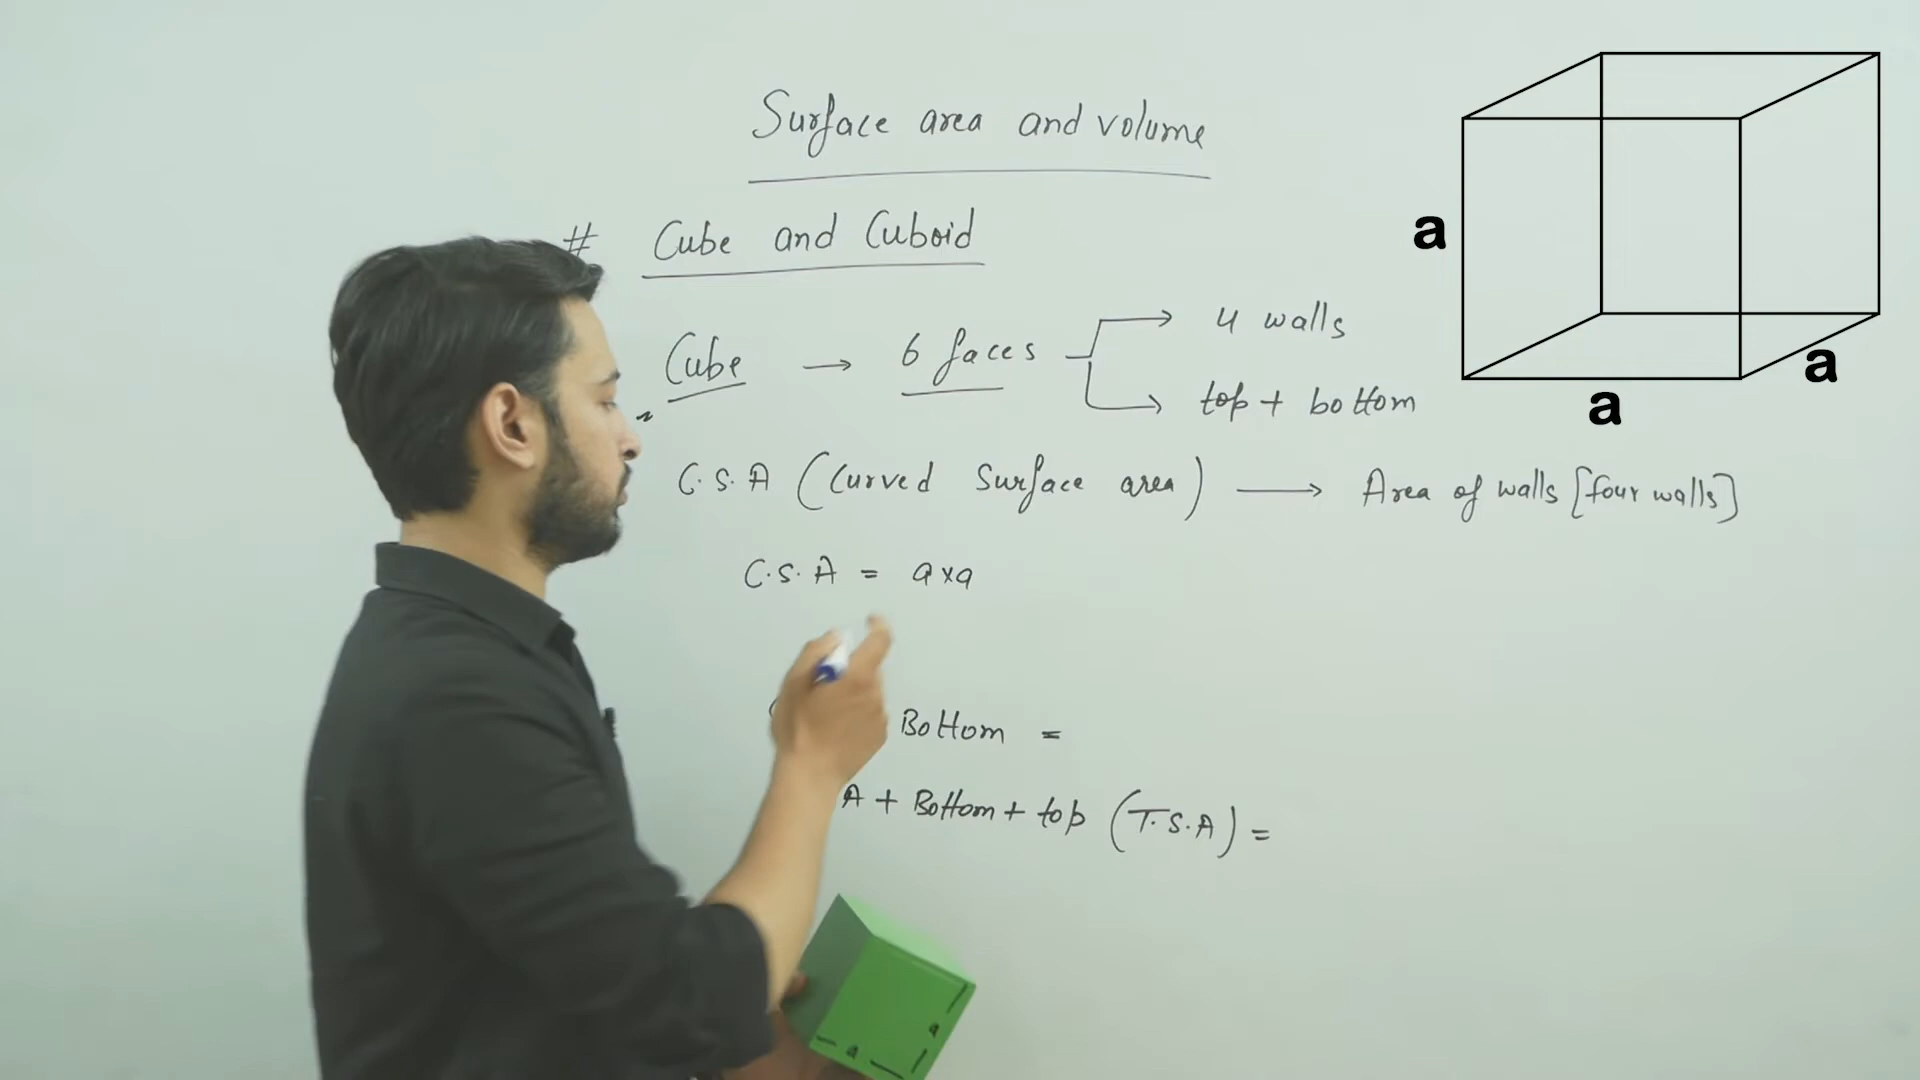 Surface area and volume
# Cube and Cuboid
Cube → 6 faces → 4 walls
→ top + bottom
C.S.A (Curved Surface area) → Area of walls [four walls]
C.S.A = a×a
Bottom =
A + Bottom + top (T.S.A) =
a
a
a
a
a